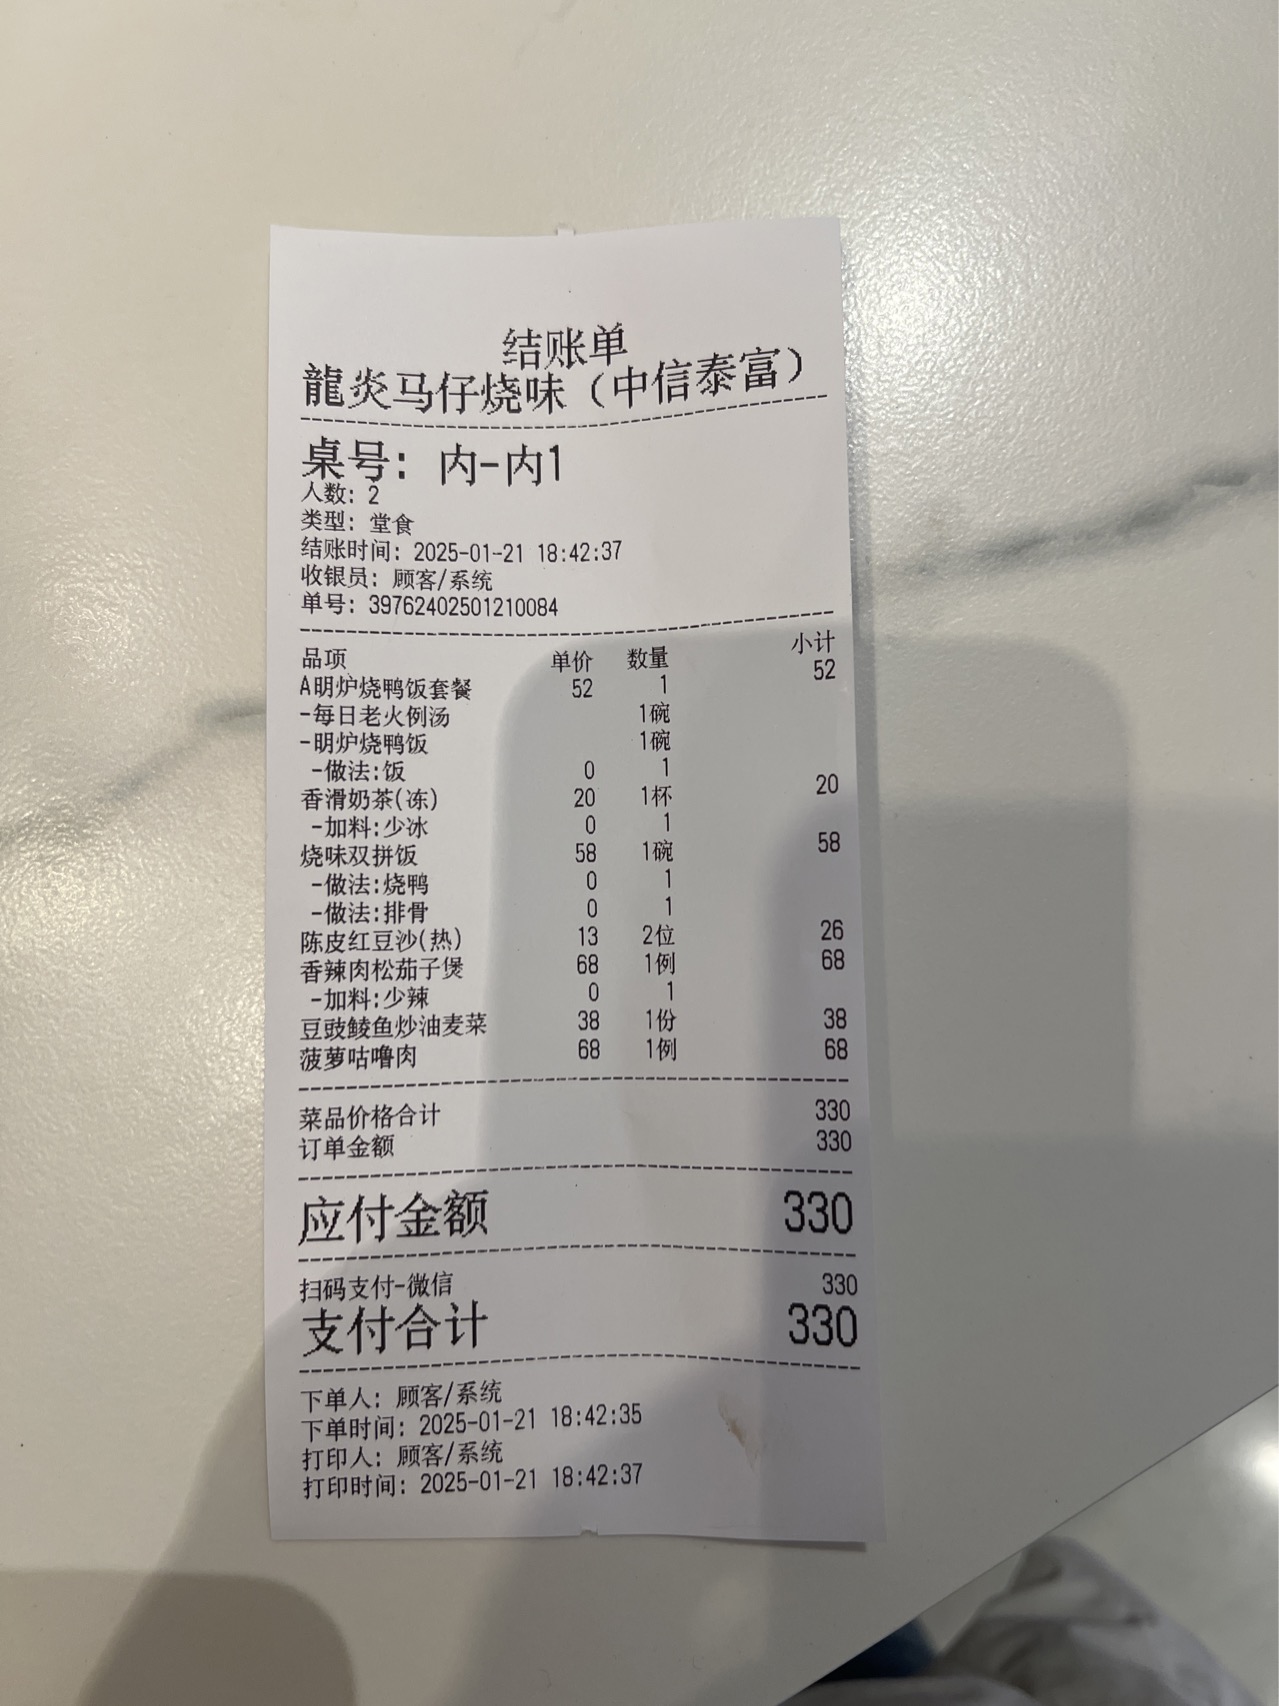 结账单
龍炎马仔烧味（中信泰富）
桌号：内-内1
人数：2
类型：堂食
结账时间：2025-01-21 18:42:37
收银员：顾客/系统
单号：39762402501210084
品项 单价 数量 小计
A明炉烧鸭饭套餐 52 1 52
-每日老火例汤 1碗
-明炉烧鸭饭 1碗
-做法:饭 0 1
香滑奶茶(冻) 20 1杯 20
-加料:少冰 0 1
烧味双拼饭 58 1碗 58
-做法:烧鸭 0 1
-做法:排骨 0 1
陈皮红豆沙(热) 13 2位 26
香辣肉松茄子煲 68 1例 68
-加料:少辣 0 1
豆豉鲮鱼炒油麦菜 38 1份 38
菠萝咕噜肉 68 1例 68
菜品价格合计 330
订单金额 330
应付金额 330
扫码支付-微信 330
支付合计 330
下单人：顾客/系统
下单时间：2025-01-21 18:42:35
打印人：顾客/系统
打印时间：2025-01-21 18:42:37